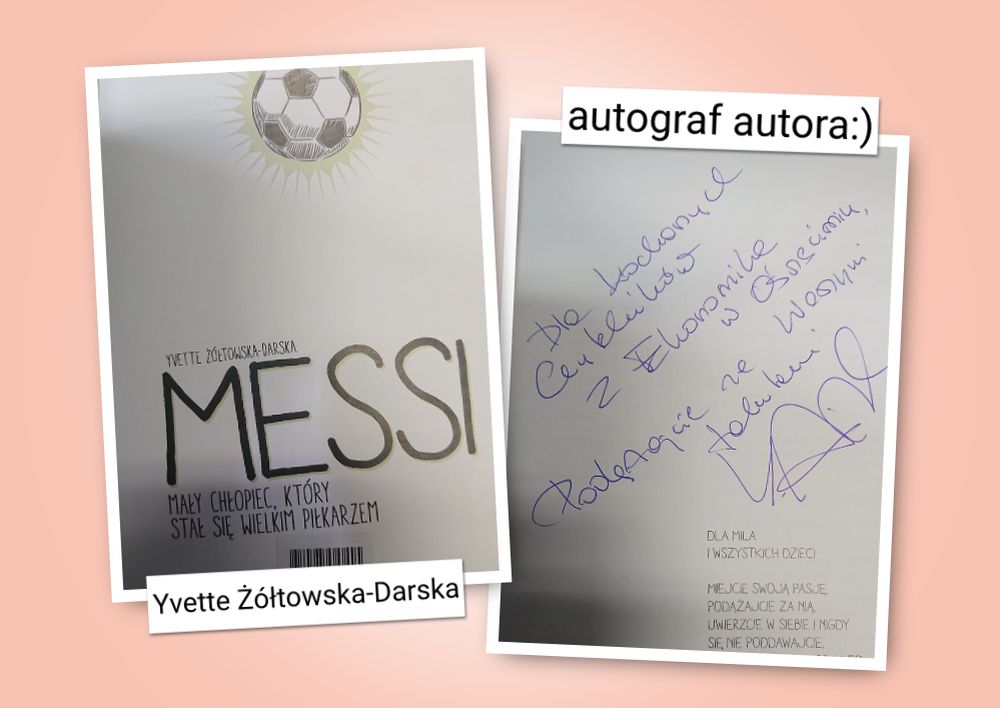 YVETTE ŻÓŁTOWSKA-DARSKA
MESSI
MAŁY CHŁOPIEC, KTÓRY
STAŁ SIĘ WIELKIM PIŁKARZEM
Yvette Żółtowska-Darska
autograf autora:)
Dla kochanych
Czytelników
z Ekonomika
w Oświęcimiu,
Podążajcie za Waszymi
talentami
DLA MILA
I WSZYSTKICH DZIECI
MIEJCIE SWOJĄ PASJĘ,
PODĄŻAJCIE ZA NIĄ,
UWIERZCIE W SIEBIE I NIGDY
SIĘ NIE PODDAWAJCIE.